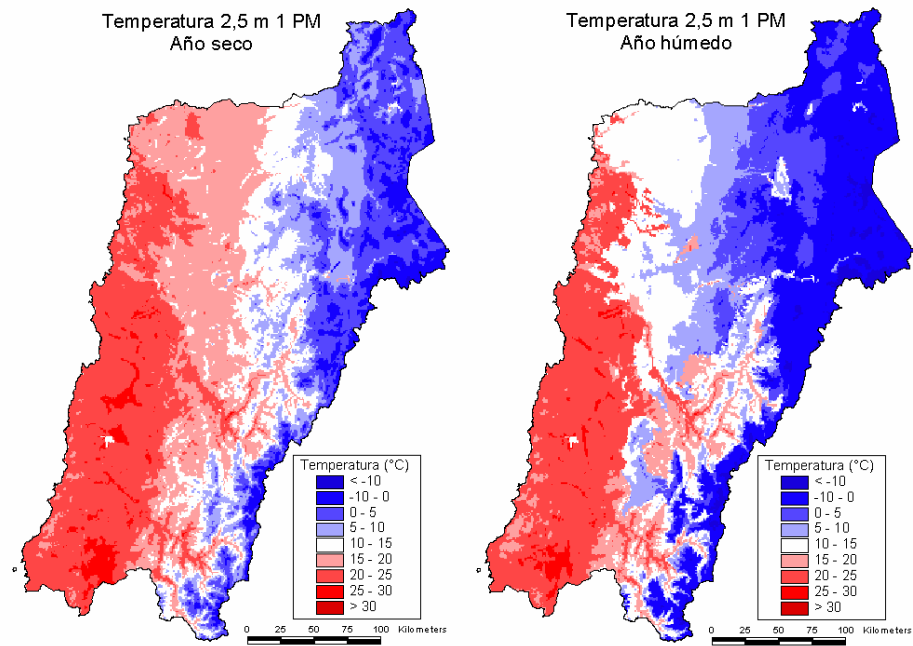 Temperatura 2,5 m 1 PM
Año seco
Temperatura (°C)
< -10
-10 - 0
0 - 5
5 - 10
10 - 15
15 - 20
20 - 25
25 - 30
> 30
0 25 50 75 100 Kilometers
Temperatura 2,5 m 1 PM
Año húmedo
Temperatura (°C)
< -10
-10 - 0
0 - 5
5 - 10
10 - 15
15 - 20
20 - 25
25 - 30
> 30
0 25 50 75 100 Kilometers